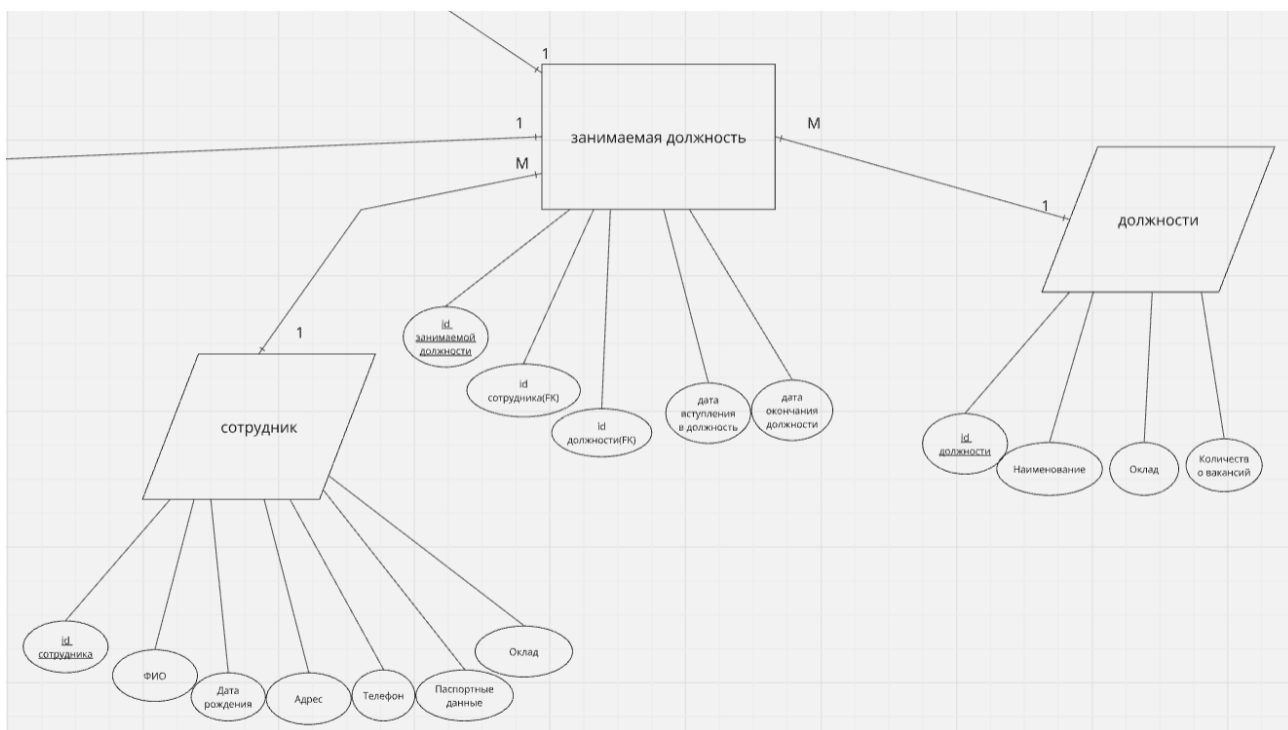 1
1
занимаемая должность
М
М
1
должности
1
сотрудник
id
занимаемой
должности
id
сотрудника(FK)
id
должности(FK)
дата
вступления
в должность
дата
окончания
должности
id
должности
Наименование
Оклад
Количеств
о вакансий
id
сотрудника
ФИО
Дата
рождения
Адрес
Телефон
Паспортные
данные
Оклад